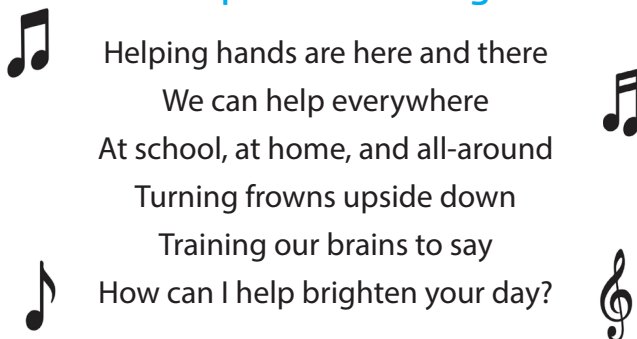 Helping hands are here and there
We can help everywhere
At school, at home, and all-around
Turning frowns upside down
Training our brains to say
How can I help brighten your day?